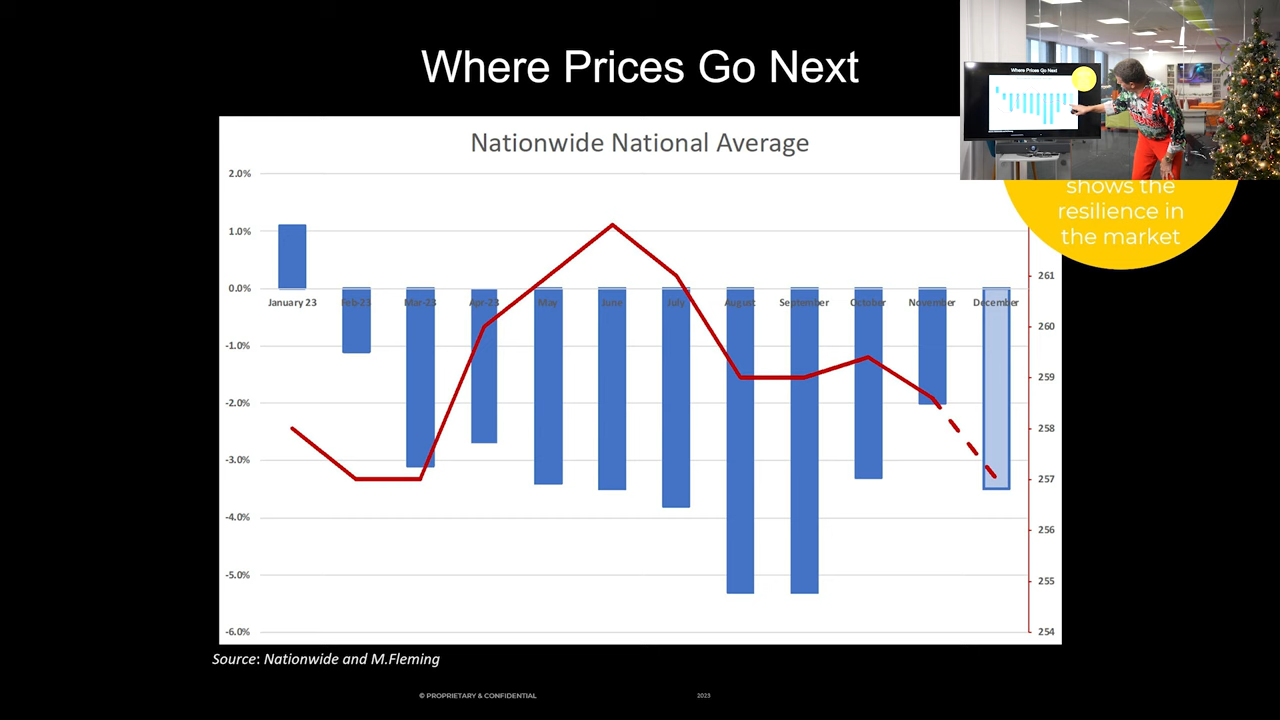 Where Prices Go Next
Where Prices Go Next
Nationwide National Average
shows the
resilience in
the market
2.0%
1.0%
0.0%
-1.0%
-2.0%
-3.0%
-4.0%
-5.0%
-6.0%
January 23 Feb-23 Mar-23 Apr-23 May June July August September October November December
261
260
259
258
257
256
255
254
Source: Nationwide and M.Fleming
© PROPRIETARY & CONFIDENTIAL 2023